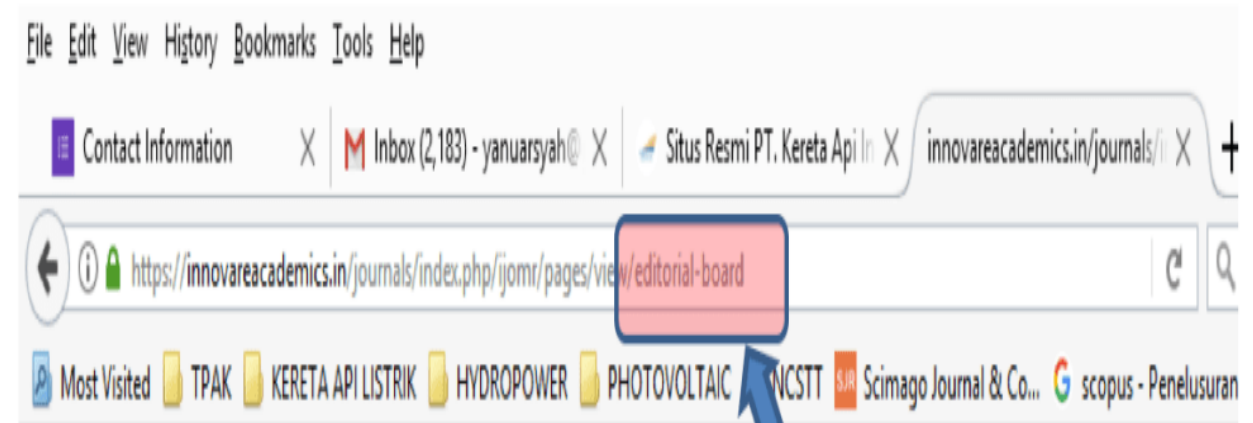 File Edit View History Bookmarks Tools Help
Contact Information Inbox (2,183) - yanuarsyah@ Situs Resmi PT. Kereta Api In innovareacademics.in/journals/i
https://innovareacademics.in/journals/index.php/ijomr/pages/view/editorial-board
Most Visited TPAK KERETA API LISTRIK HYDROPOWER PHOTOVOLTAIC NCSTT SJR Scimago Journal & Co... G scopus - Penelusuran